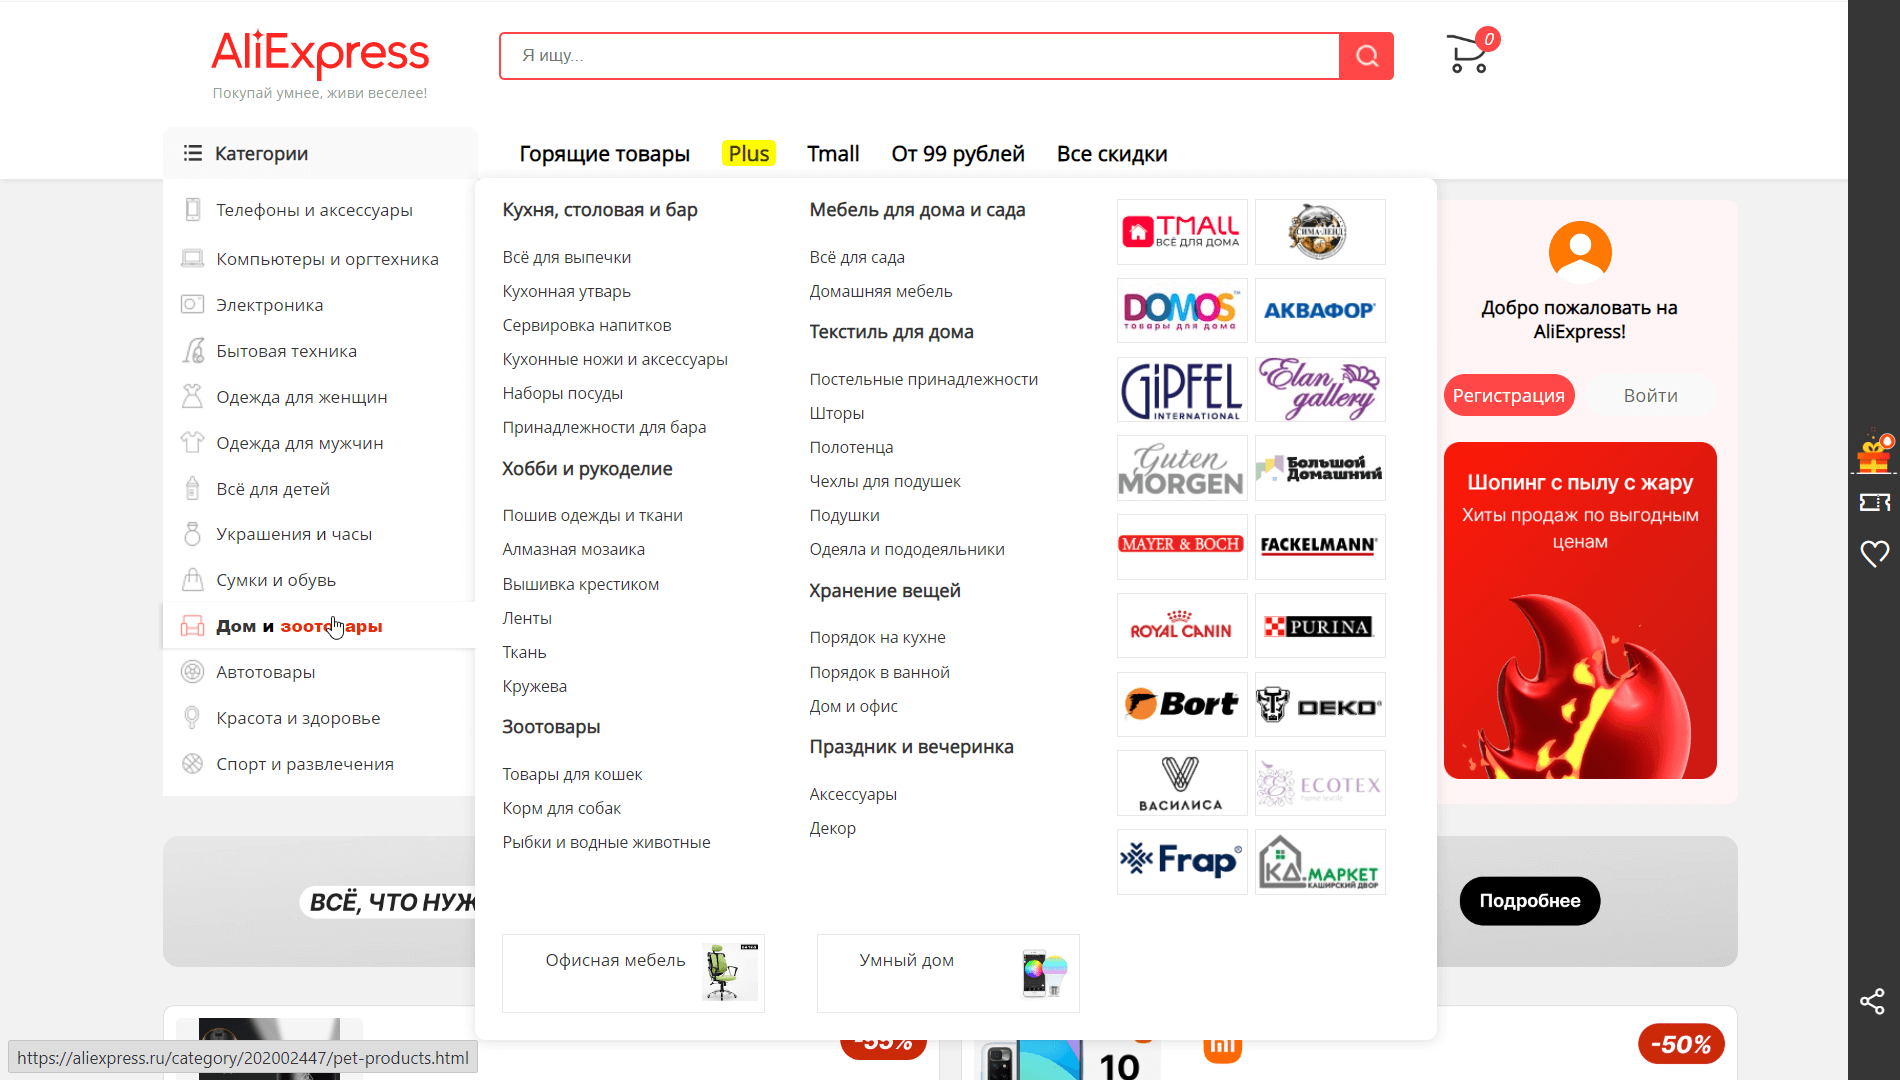 AliExpress
Покупай умнее, живи веселее!
Я ищу...
0
Категории
Горящие товары
Plus
Tmall
От 99 рублей
Все скидки
Телефоны и аксессуары
Компьютеры и оргтехника
Электроника
Бытовая техника
Одежда для женщин
Одежда для мужчин
Всё для детей
Украшения и часы
Сумки и обувь
Дом и
Автотовары
Красота и здоровье
Спорт и развлечения
Кухня, столовая и бар
Всё для выпечки
Кухонная утварь
Сервировка напитков
Кухонные ножи и аксессуары
Наборы посуды
Принадлежности для бара
Хобби и рукоделие
Пошив одежды и ткани
Алмазная мозаика
Вышивка крестиком
Ленты
Ткань
Кружева
Зоотовары
Товары для кошек
Корм для собак
Рыбки и водные животные
Мебель для дома и сада
Всё для сада
Домашняя мебель
Текстиль для дома
Постельные принадлежности
Шторы
Полотенца
Чехлы для подушек
Подушки
Одеяла и пододеяльники
Хранение вещей
Порядок на кухне
Порядок в ванной
Дом и офис
Праздник и вечеринка
Аксессуары
Декор
TMALL
ВСЁ ДЛЯ ДОМА
СИМА-ЛЕНД
DOMOS™
товары для дома
АКВАФОР®
GIPFEL
INTERNATIONAL
Elan gallery
Guten MORGEN
Большой Домашний
MAYER & BOCH
FACKELMANN®
ROYAL CANIN
PURINA
Bort
DEKO®
ВАСИЛИСА
ECOTEX
home textile
Frap®
КД.МАРКЕТ
КАШИРСКИЙ ДВОР
Офисная мебель
Умный дом
Добро пожаловать на
AliExpress!
Регистрация
Войти
Шопинг с пылу с жару
Хиты продаж по выгодным
ценам
ВСЁ, ЧТО
Подробнее
-55%
10
mi
-50%
https://aliexpress.ru/category/202002447/pet-products.html